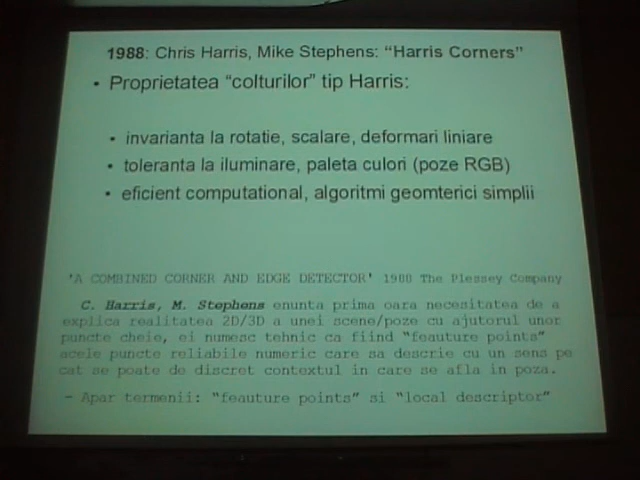 1988: Chris Harris, Mike Stephens: “Harris Corners”
• Proprietatea “colturilor” tip Harris:
• invarianta la rotatie, scalare, deformari liniare
• toleranta la iluminare, paleta culori (poze RGB)
• eficient computational, algoritmi geomterici simplii
'A COMBINED CORNER AND EDGE DETECTOR' 1988 The Plessey Company
C. Harris, M. Stephens enunta prima oara necesitatea de a
explica realitatea 2D/3D a unei scene/poze cu ajutorul unor
puncte cheie, ei numesc tehnic ca fiind “feauture points”
acele puncte reliabile numeric care sa descrie cu un sens pe
cat se poate de discret contextul in care se afla in poza.
- Apar termenii: “feauture points” si “local descriptor”